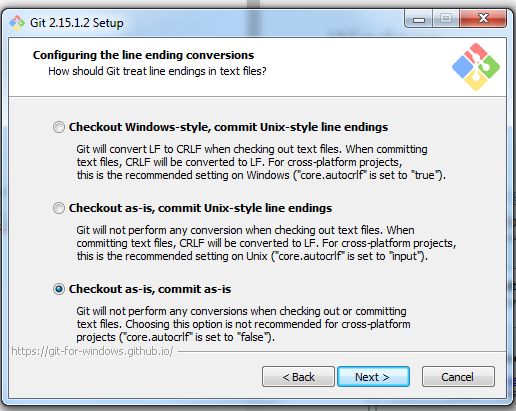 Git 2.15.1.2 Setup
Configuring the line ending conversions
How should Git treat line endings in text files?
Checkout Windows-style, commit Unix-style line endings
Git will convert LF to CRLF when checking out text files. When committing
text files, CRLF will be converted to LF. For cross-platform projects,
this is the recommended setting on Windows ("core.autocrlf" is set to "true").
Checkout as-is, commit Unix-style line endings
Git will not perform any conversion when checking out text files. When
committing text files, CRLF will be converted to LF. For cross-platform projects,
this is the recommended setting on Unix ("core.autocrlf" is set to "input").
Checkout as-is, commit as-is
Git will not perform any conversions when checking out or committing
text files. Choosing this option is not recommended for cross-platform
projects ("core.autocrlf" is set to "false").
https://git-for-windows.github.io/
< Back
Next >
Cancel